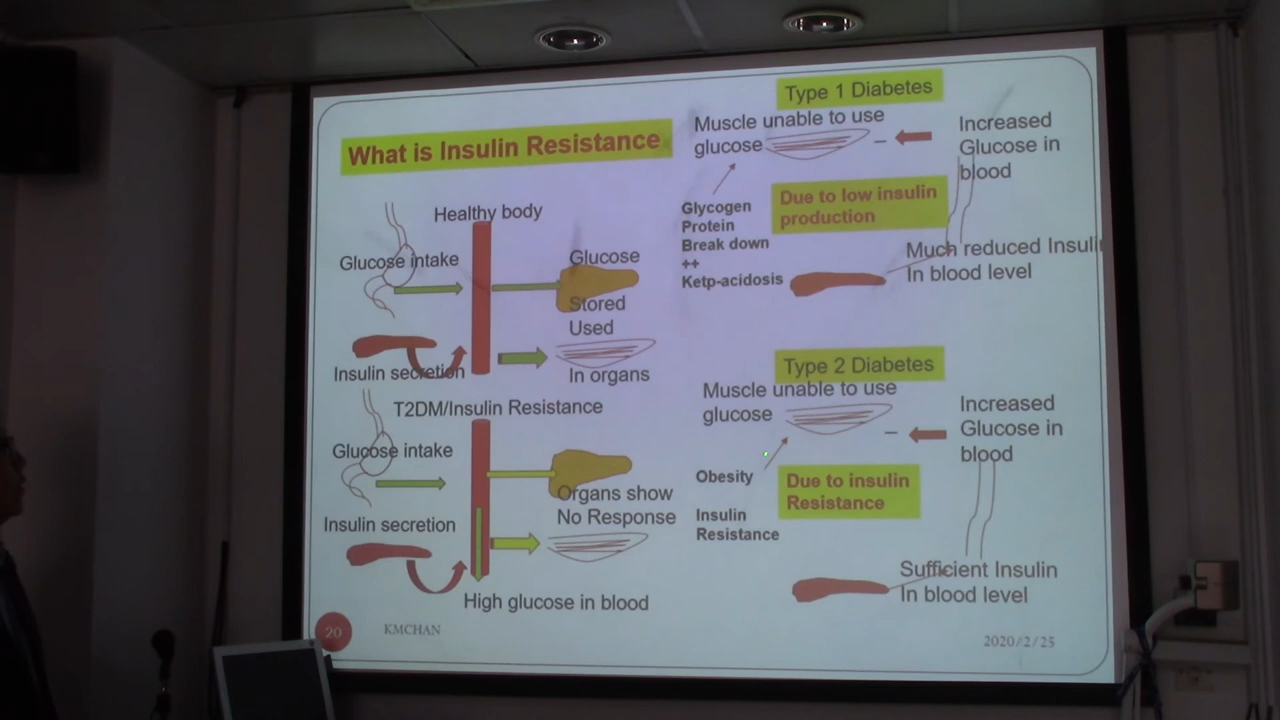 What is Insulin Resistance
Healthy body
Glucose intake
Glucose
Stored
Used
In organs
Insulin secretion
T2DM/Insulin Resistance
Glucose intake
Organs show
No Response
Insulin secretion
High glucose in blood
20
KMCHAN
Type 1 Diabetes
Muscle unable to use
glucose
Increased
Glucose in
blood
Due to low insulin
production
Glycogen
Protein
Break down
++
Ketp-acidosis
Much reduced Insuli
In blood level
Type 2 Diabetes
Muscle unable to use
glucose
Increased
Glucose in
blood
Obesity
Insulin
Resistance
Due to insulin
Resistance
Sufficient Insulin
In blood level
2020/2/25